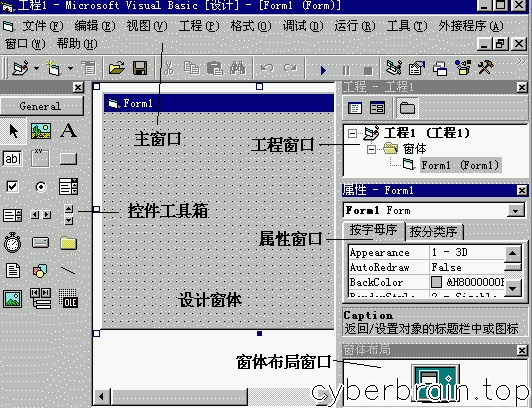 工程1 - Microsoft Visual Basic [设计] - [Form1 (Form)]
文件(F) 编辑(E) 视图(V) 工程(P) 格式(O) 调试(D) 运行(R) 工具(T) 外接程序(A)
窗口(W) 帮助(H)
General
A
ab|
xy
OLE
Form1
主窗口
控件工具箱
设计窗体
工程窗口
属性窗口
窗体布局窗口
工程 - 工程1
工程1 (工程1)
窗体
Form1 (Form1)
属性 - Form1
Form1 Form
按字母序 按分类序
Appearance 1 - 3D
AutoRedraw False
BackColor
Caption
返回/设置对象的标题栏中或图标
窗体布局
cyberbrain.top